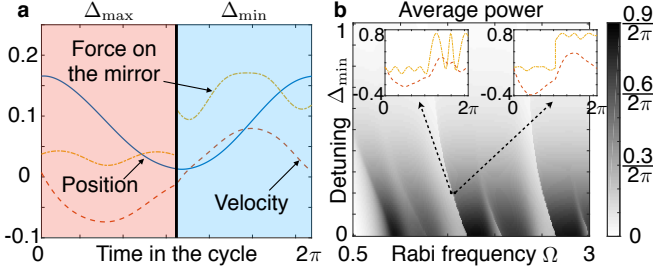 a
Δmax
Δmin
0.2
0.1
0
-0.1
Force on
the mirror
Position
Velocity
0
Time in the cycle
2π
b
Average power
Detuning Δmin
1
0
0.5
Rabi frequency Ω
3
0.8
-0.4
0
2π
0.8
-0.4
0
2π
0.9/2π
0.6/2π
0.3/2π
0